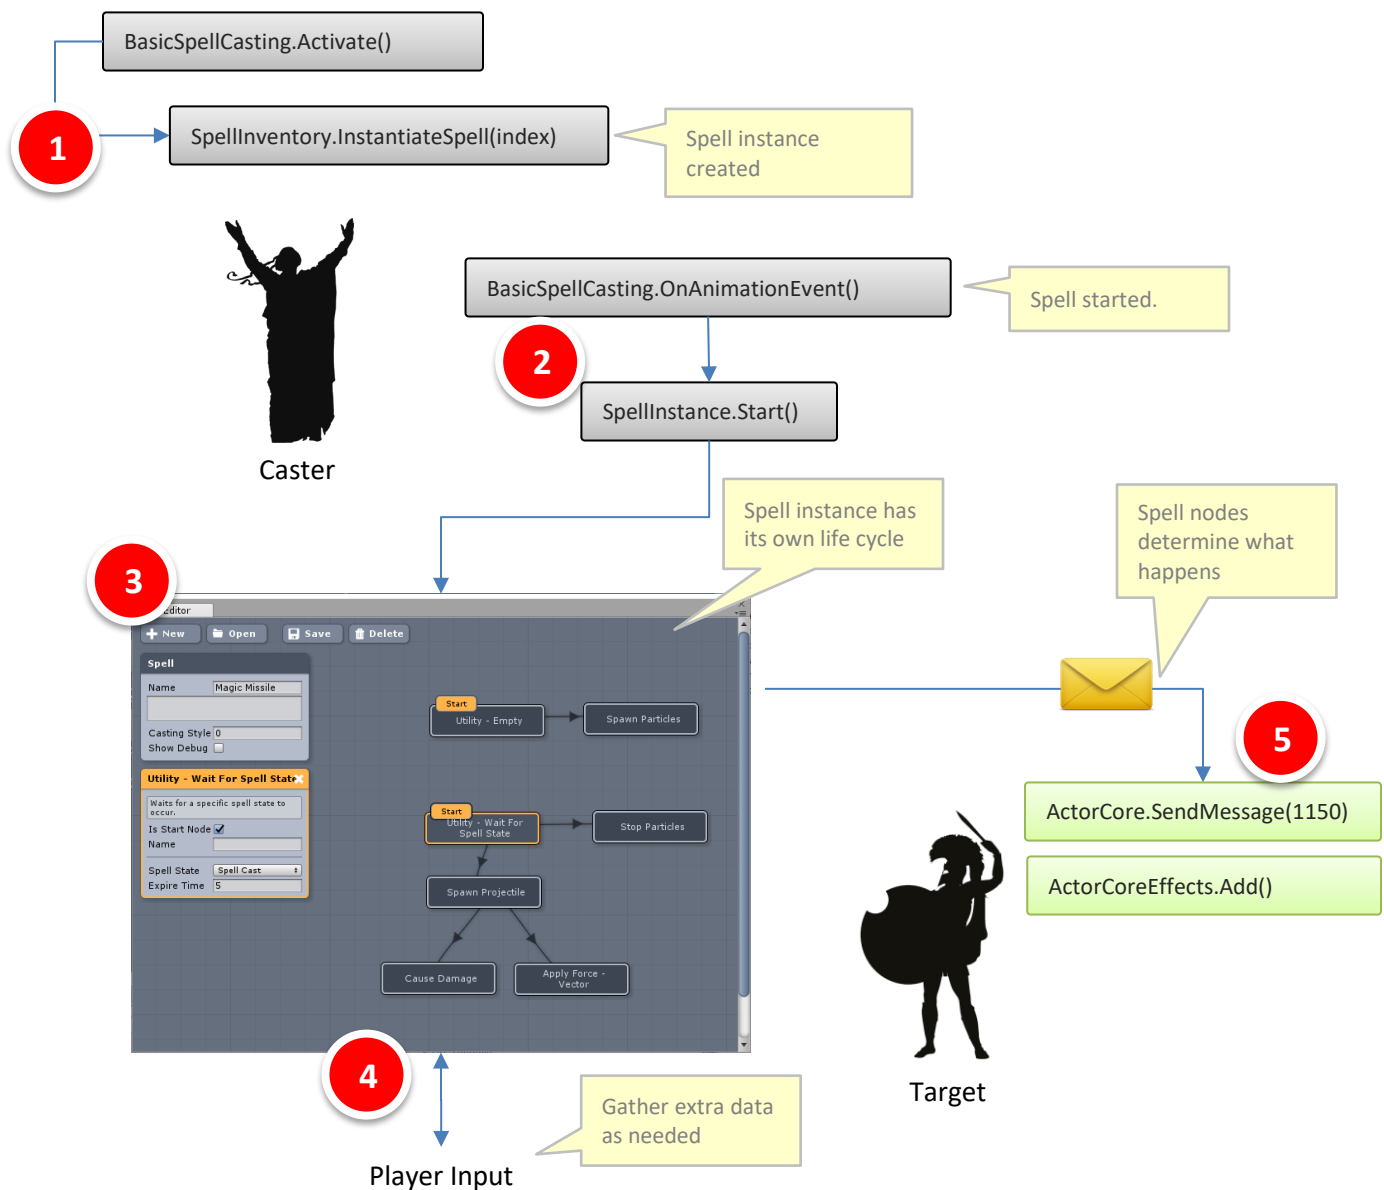 BasicSpellCasting.Activate()
1
SpellInventory.InstantiateSpell(index)
Spell instance
created
BasicSpellCasting.OnAnimationEvent()
Spell started.
2
SpellInstance.Start()
Caster
Spell instance has
its own life cycle
Spell nodes
determine what
happens
3
Editor
New
Open
Save
Delete
Spell
Name
Magic Missile
Casting Style
0
Show Debug
Utility - Wait For Spell State
Waits for a specific spell state to
occur.
Is Start Node
Name
Spell State
Spell Cast
Expire Time
5
Start
Utility - Empty
Spawn Particles
Start
Utility - Wait For
Spell State
Stop Particles
Spawn Projectile
Cause Damage
Apply Force -
Vector
5
ActorCore.SendMessage(1150)
ActorCoreEffects.Add()
Target
4
Gather extra data
as needed
Player Input